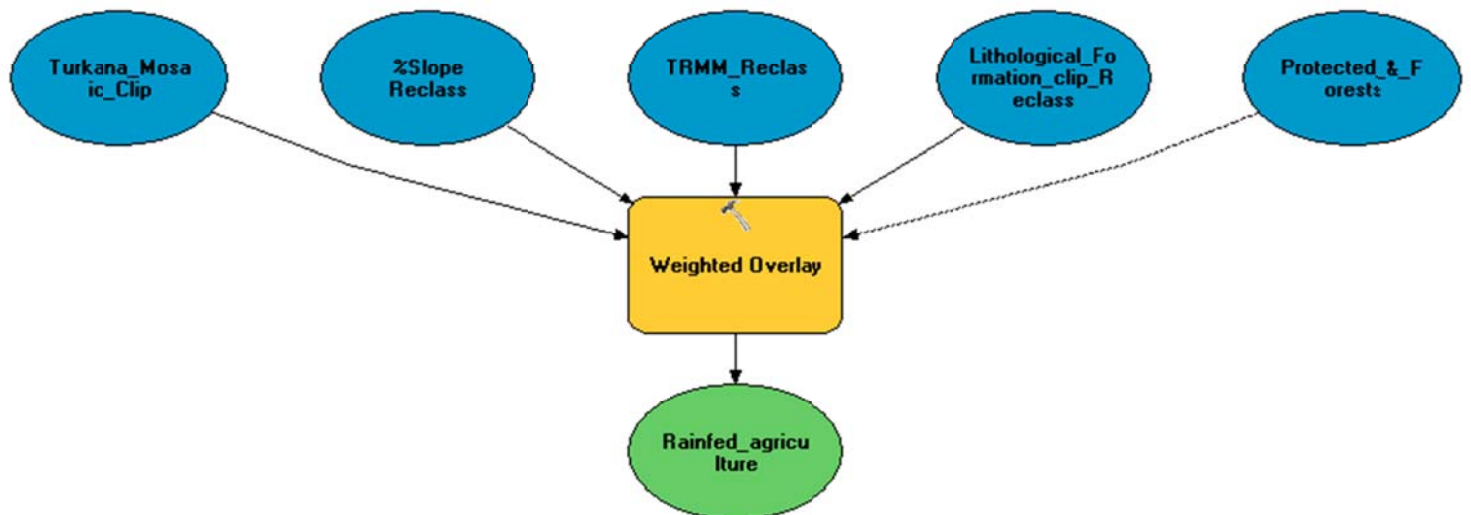 Turkana_Mosa
ic_Clip
%Slope
Reclass
TRMM_Reclas
s
Lithological_Fo
rmation_clip_R
eclass
Protected_&_F
orests
Weighted Overlay
Rainfed_agricu
lture